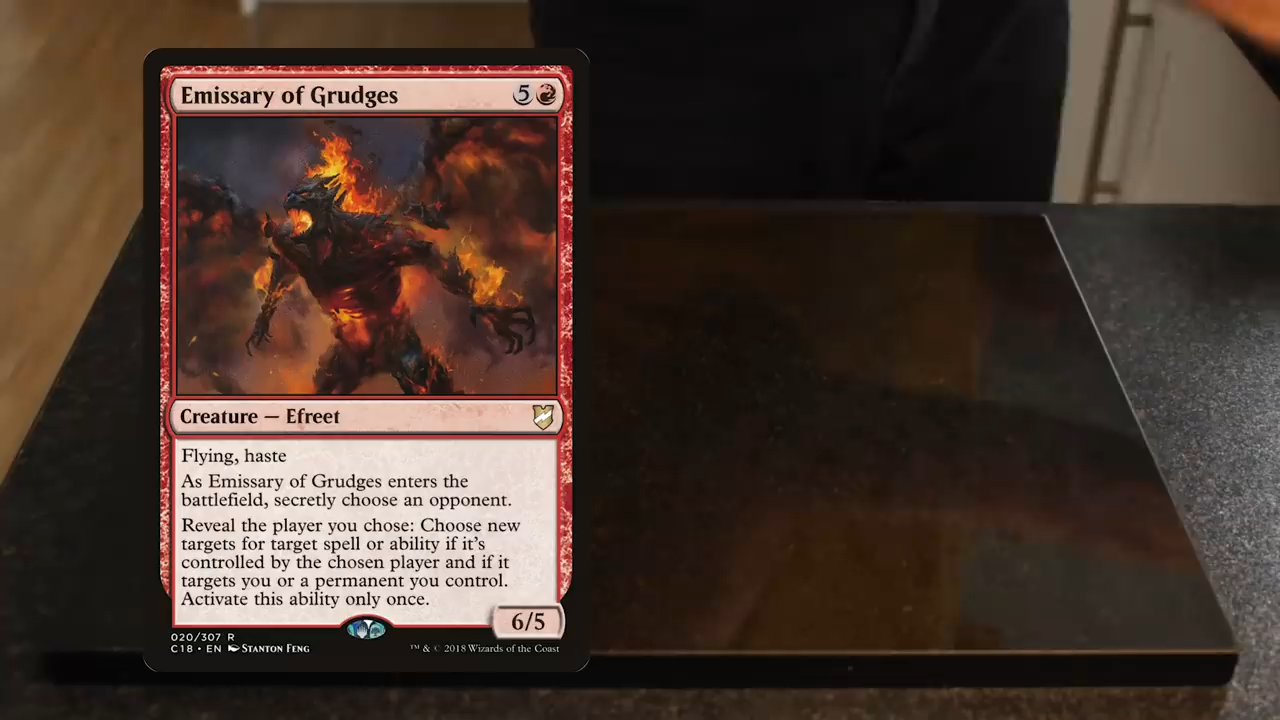 Emissary of Grudges 5
Creature — Efreet
Flying, haste
As Emissary of Grudges enters the
battlefield, secretly choose an opponent.
Reveal the player you chose: Choose new
targets for target spell or ability if it's
controlled by the chosen player and if it
targets you or a permanent you control.
Activate this ability only once.
6/5
020/307 R
C18 • EN Stanton Feng
™ & © 2018 Wizards of the Coast